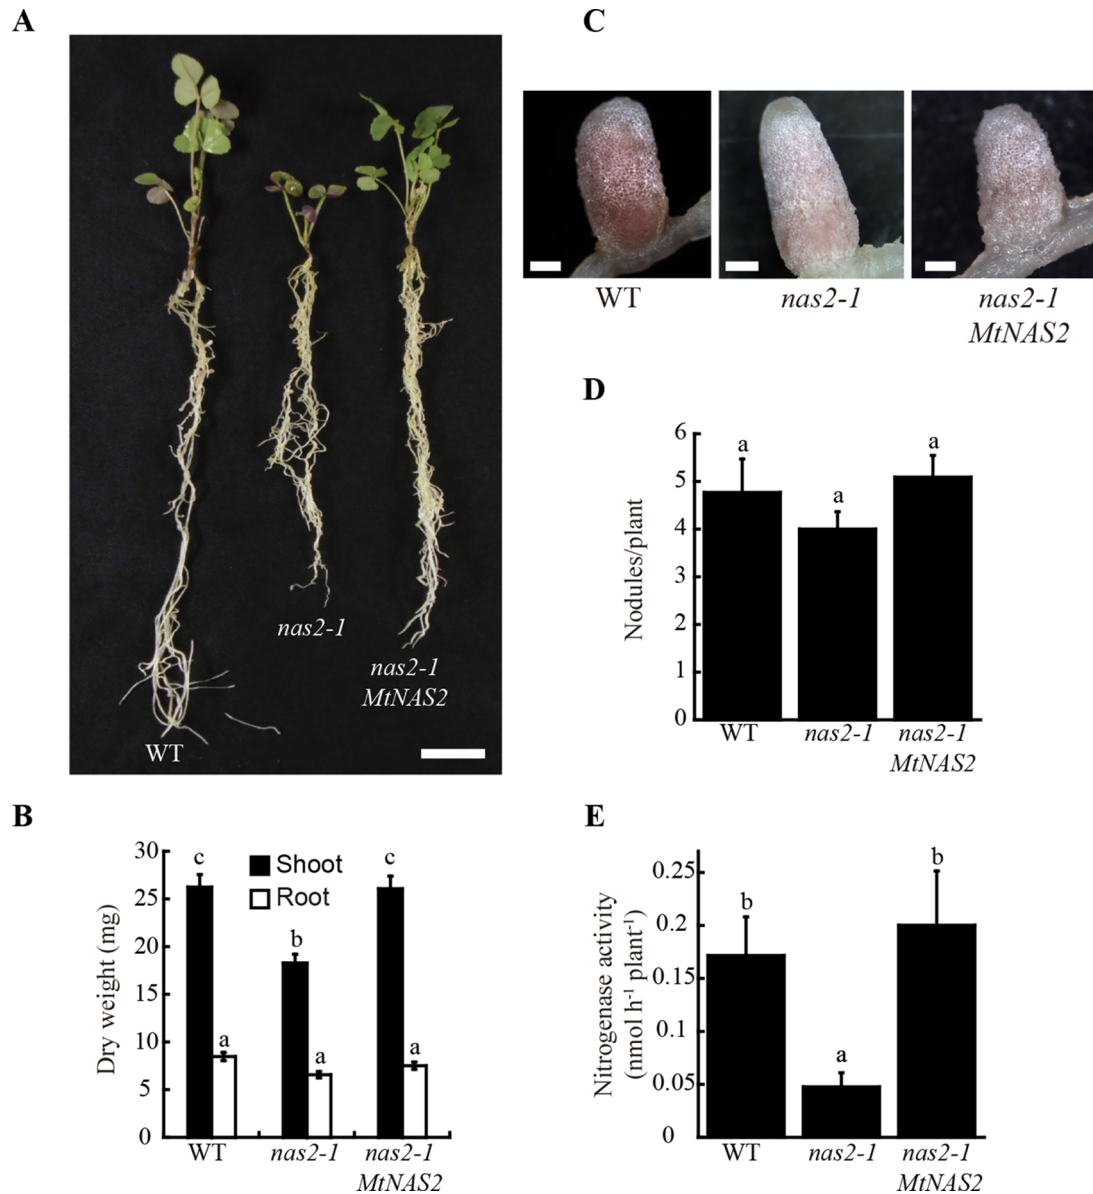 A
nas2-1
nas2-1
MtNAS2
WT
B
30
25
20
15
10
5
0
Dry weight (mg)
Shoot
Root
c
a
b
a
c
a
WT
nas2-1
nas2-1
MtNAS2
C
WT
nas2-1
nas2-1
MtNAS2
D
6
5
4
3
2
1
0
Nodules/plant
a
a
a
WT
nas2-1
nas2-1
MtNAS2
E
0.25
0.2
0.15
0.1
0.05
0
Nitrogenase activity
(nmol h⁻¹ plant⁻¹)
b
a
b
WT
nas2-1
nas2-1
MtNAS2